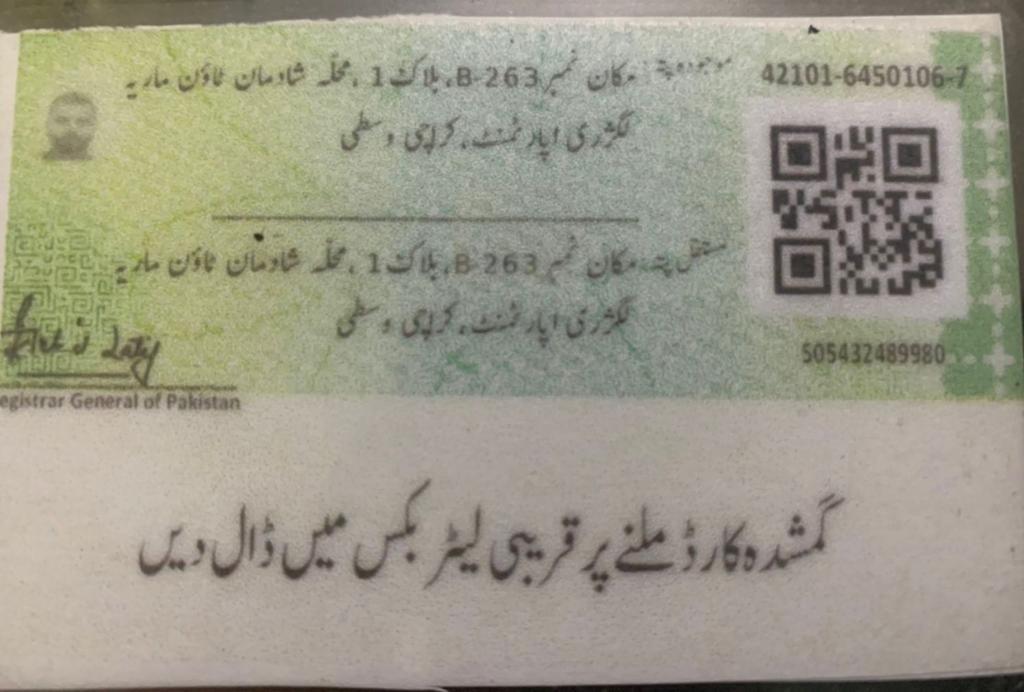 موجودہ پتہ: مکان نمبر B-263، بلاک 1، محلہ شادمان ٹاؤن ماریہ
لگژری اپارٹمنٹ، کراچی وسطی
42101-6450106-7
مستقل پتہ: مکان نمبر B-263، بلاک 1، محلہ شادمان ٹاؤن ماریہ
لگژری اپارٹمنٹ، کراچی وسطی
505432489980
egistrar General of Pakistan
گمشدہ کارڈ ملنے پر قریبی لیٹر بکس میں ڈال دیں